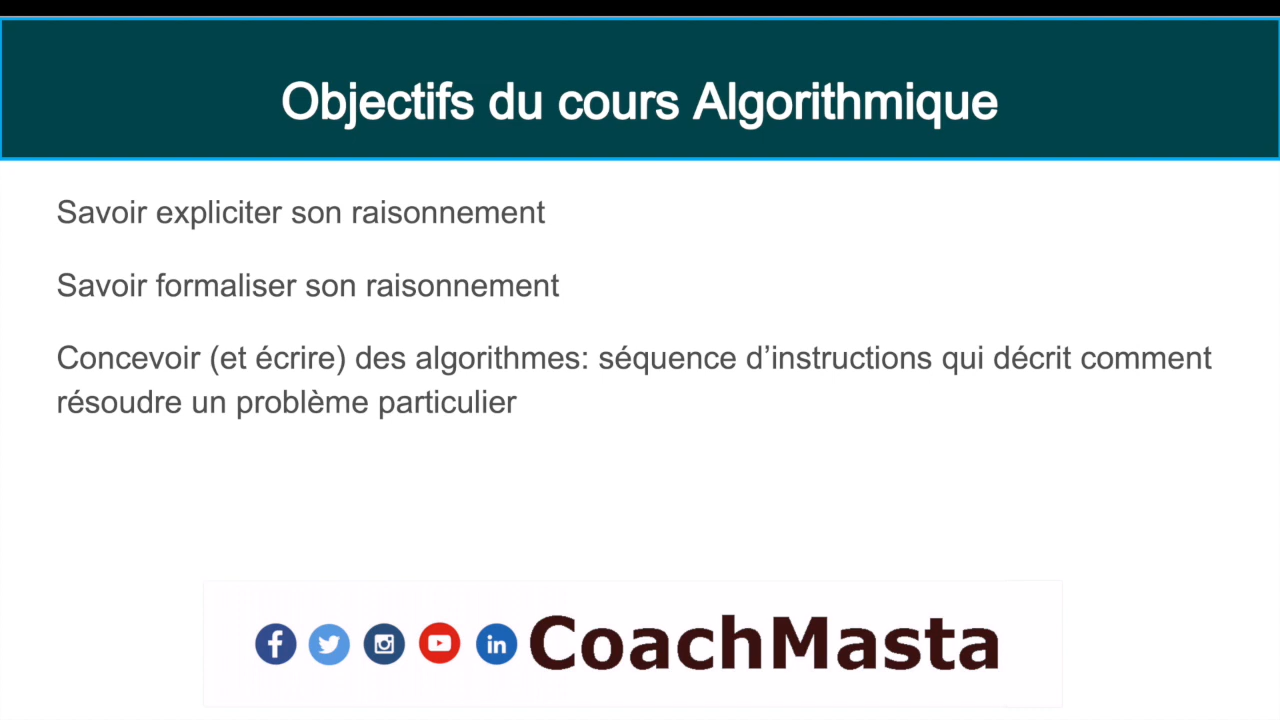 Objectifs du cours Algorithmique
Savoir expliciter son raisonnement
Savoir formaliser son raisonnement
Concevoir (et écrire) des algorithmes: séquence d’instructions qui décrit comment
résoudre un problème particulier
CoachMasta